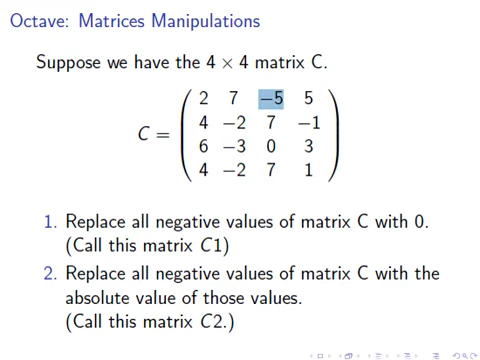 Octave: Matrices Manipulations
Suppose we have the 4 × 4 matrix C.
2 7 −5 5
4 −2 7 −1
C =
6 −3 0 3
4 −2 7 1
1. Replace all negative values of matrix C with 0.
(Call this matrix C1)
2. Replace all negative values of matrix C with the
absolute value of those values.
(Call this matrix C2.)